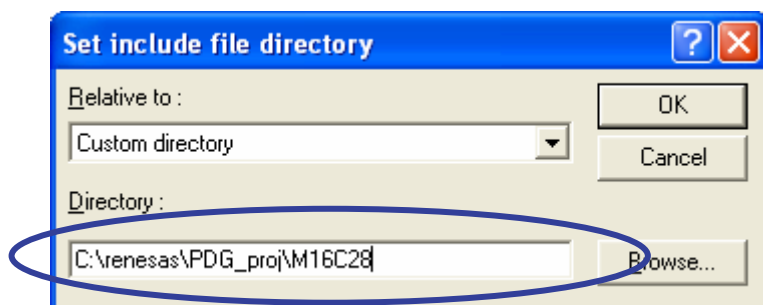 Set include file directory
Relative to :
OK
Custom directory
Cancel
Directory :
C:\renesas\PDG_proj\M16C28
Browse...